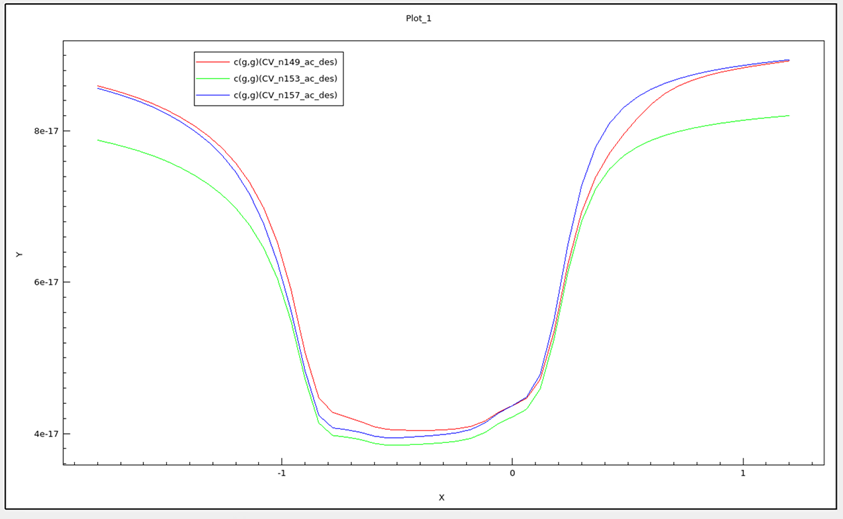 Plot_1
c(g,g)(CV_n149_ac_des)
c(g,g)(CV_n153_ac_des)
c(g,g)(CV_n157_ac_des)
8e-17
Y
6e-17
4e-17
-1
0
1
X